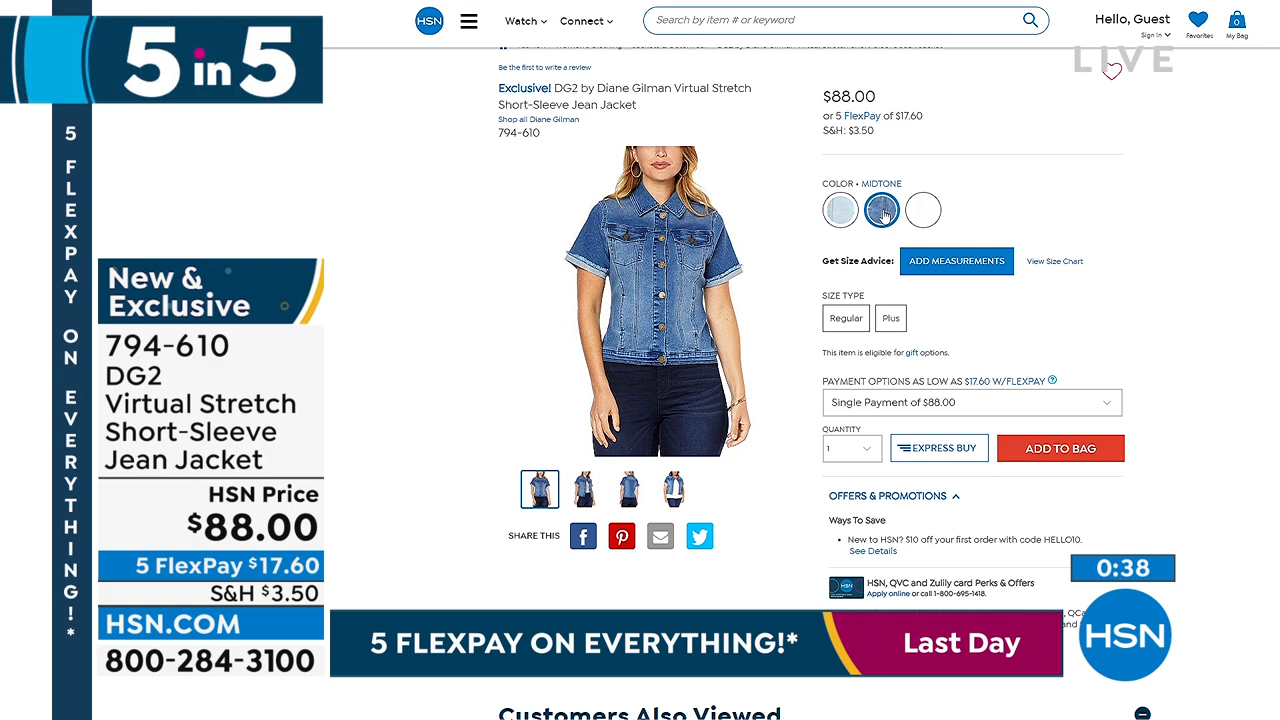 5 in 5
5 FLEXPAY ON EVERYTHING!*
New &
Exclusive
794-610
DG2
Virtual Stretch
Short-Sleeve
Jean Jacket
HSN Price
$88.00
5 FlexPay $17.60
S&H $3.50
HSN.COM
800-284-3100
HSN
Watch
Connect
Search by item # or keyword
Hello, Guest
Sign In
Favorites
0
My Bag
LIVE
Be the first to write a review
Exclusive! DG2 by Diane Gilman Virtual Stretch
Short-Sleeve Jean Jacket
Shop all Diane Gilman
794-610
SHARE THIS
$88.00
or 5 FlexPay of $17.60
S&H: $3.50
COLOR • MIDTONE
Get Size Advice:
ADD MEASUREMENTS
View Size Chart
SIZE TYPE
Regular
Plus
This item is eligible for gift options.
PAYMENT OPTIONS AS LOW AS $17.60 W/FLEXPAY ?
Single Payment of $88.00
QUANTITY
1
EXPRESS BUY
ADD TO BAG
OFFERS & PROMOTIONS
Ways To Save
• New to HSN? $10 off your first order with code HELLO10.
See Details
HSN, QVC and Zulily card Perks & Offers
Apply online or call 1-800-695-1418.
0:38
5 FLEXPAY ON EVERYTHING!*
Last Day
HSN
Customers Also Viewed